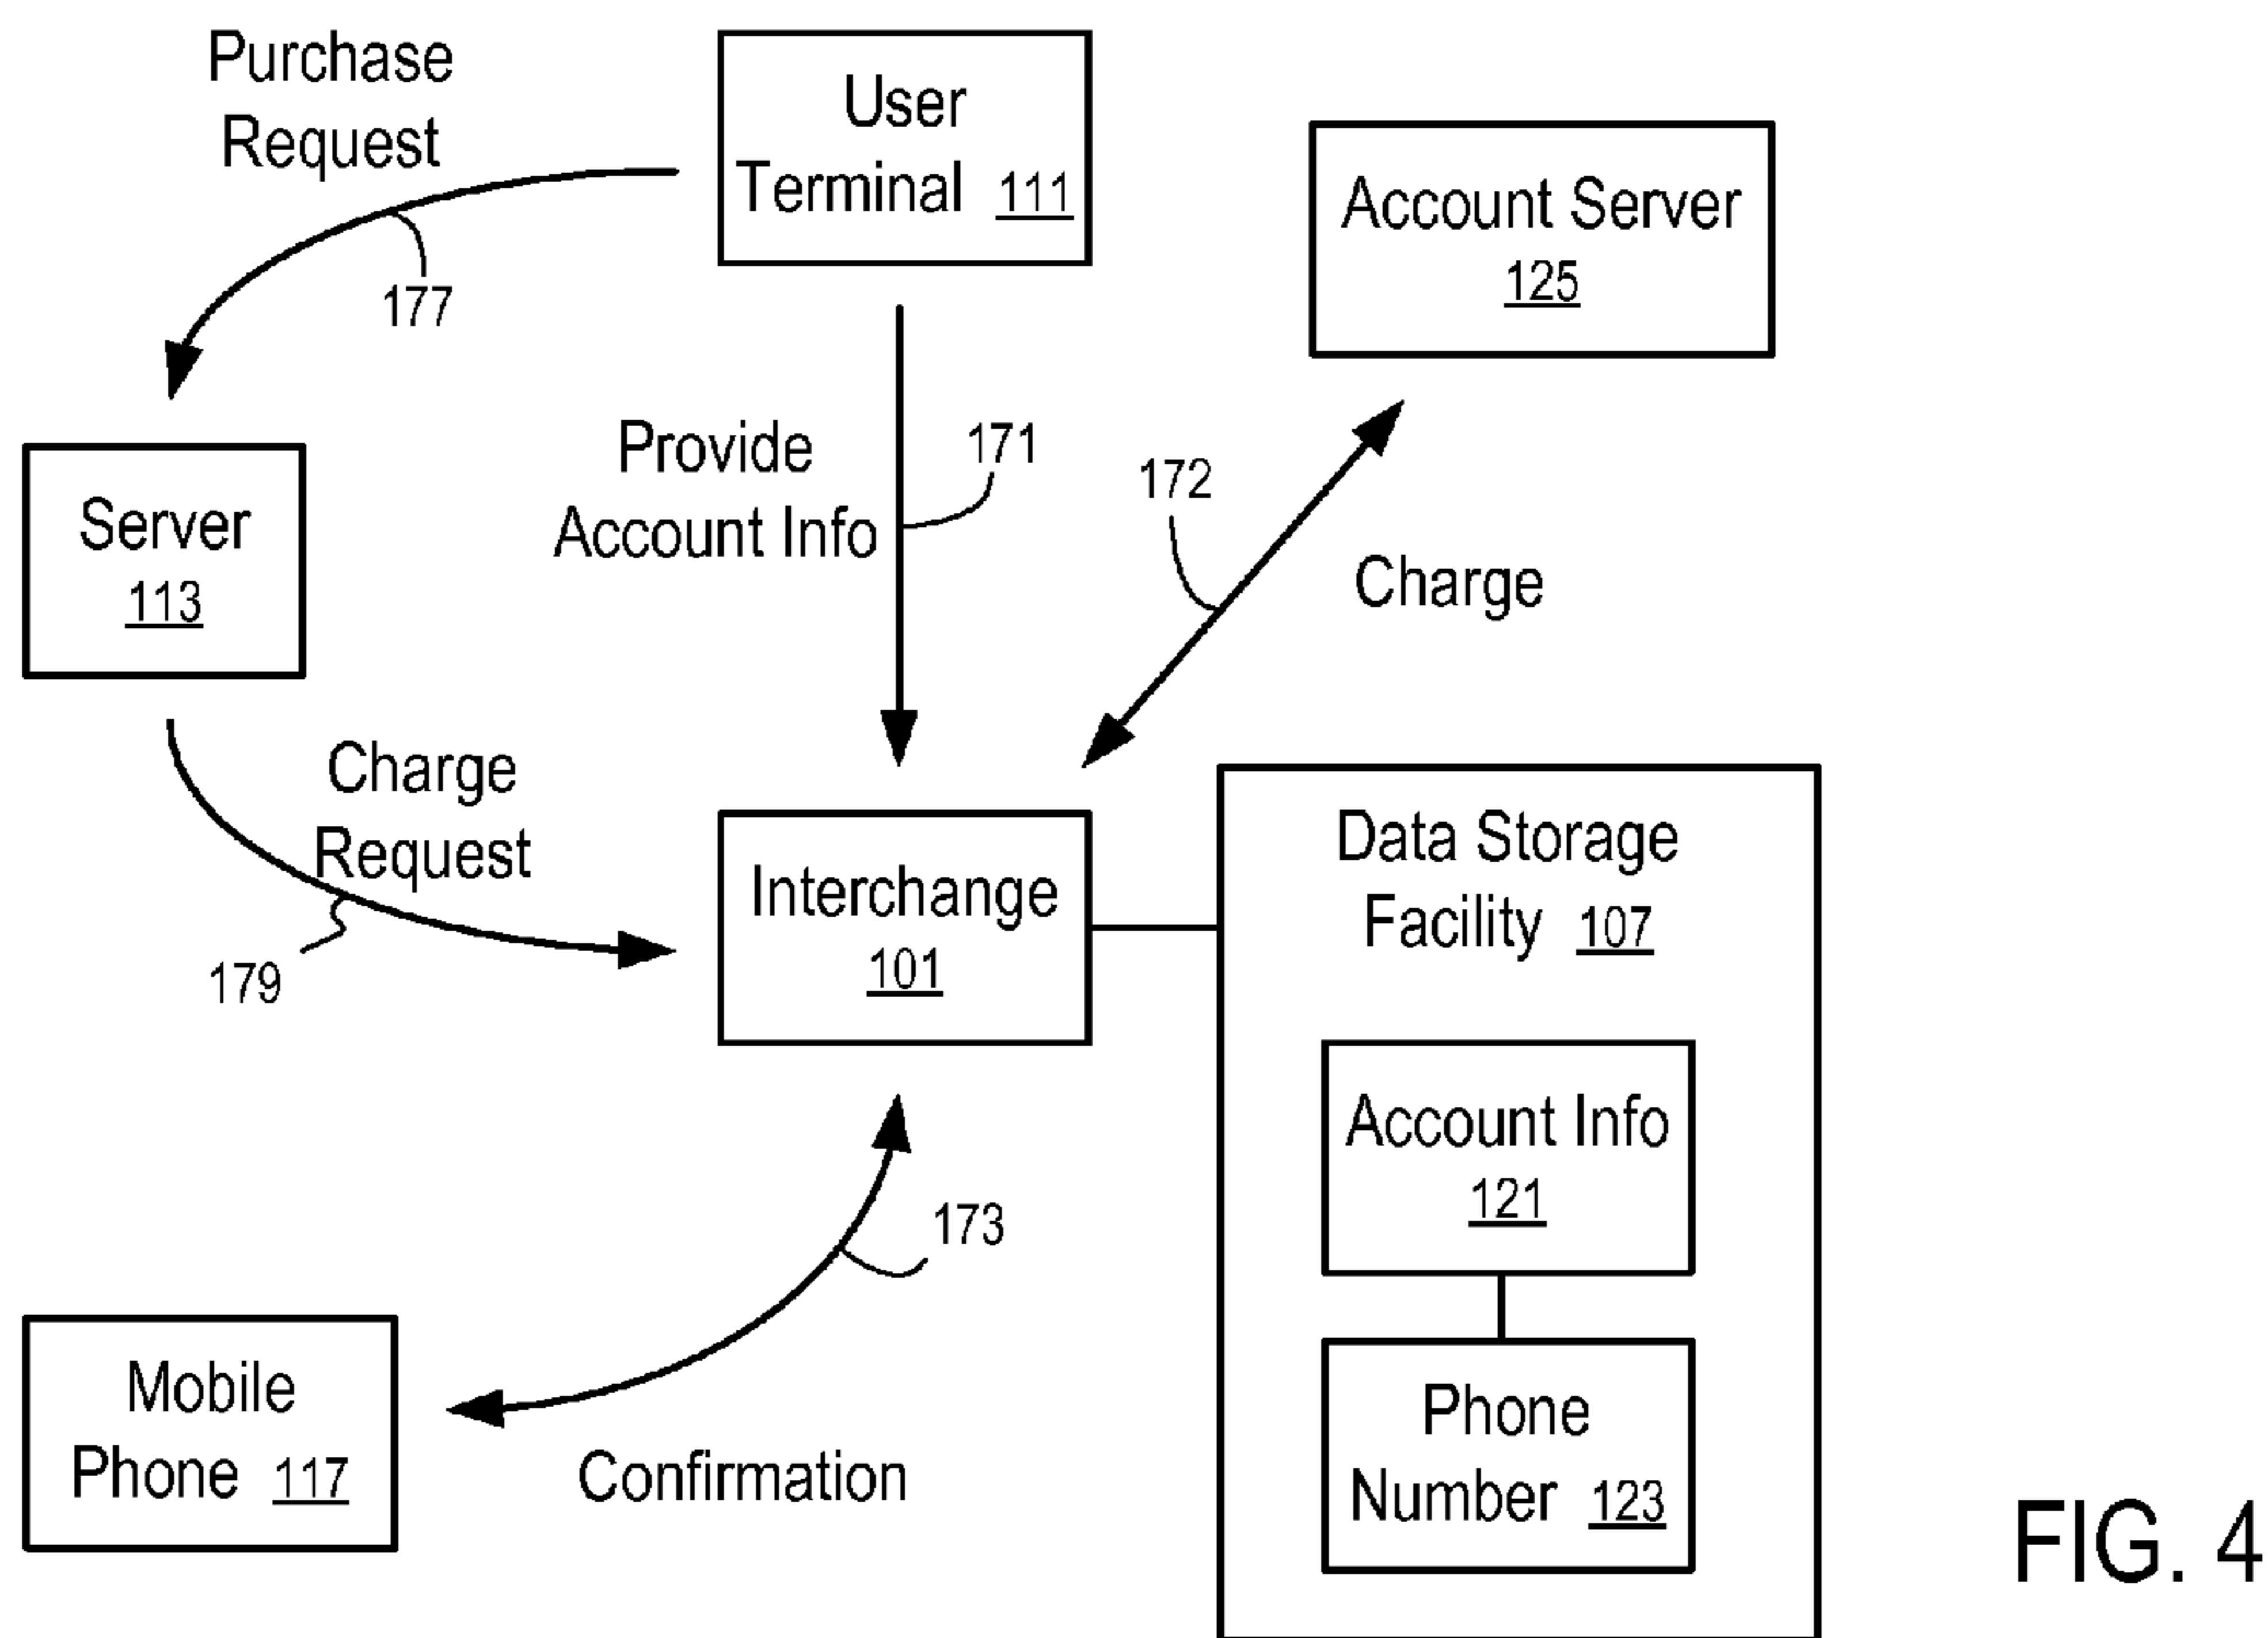 Purchase
Request
177
User
Terminal 111
Account Server
125
Server
113
Provide
Account Info
171
172
Charge
Charge
Request
179
Interchange
101
Data Storage
Facility 107
Account Info
121
Phone
Number 123
173
Mobile
Phone 117
Confirmation
FIG. 4